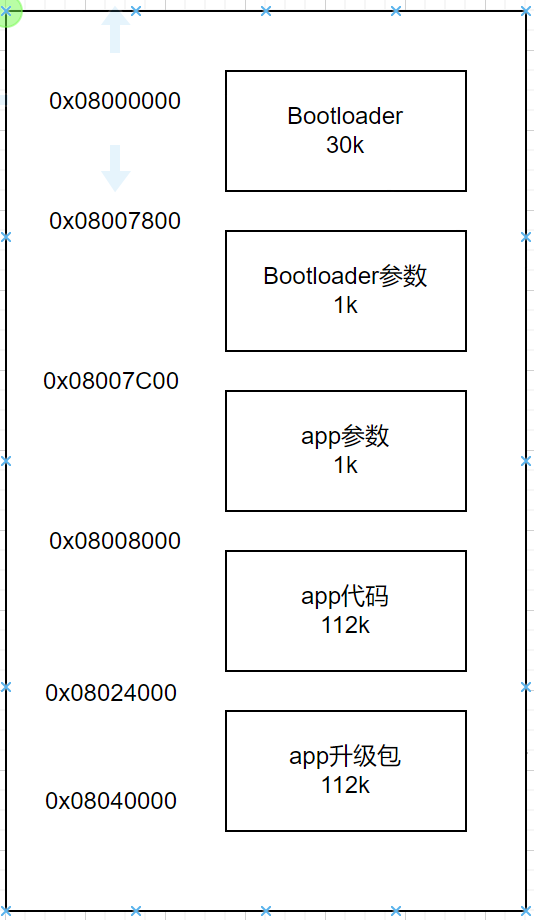 0x08000000
Bootloader
30k
0x08007800
Bootloader参数
1k
0x08007C00
app参数
1k
0x08008000
app代码
112k
0x08024000
app升级包
112k
0x08040000